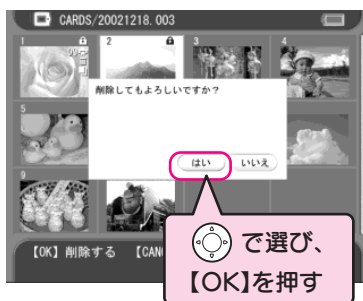 CARDS/20021218. 003
1
2
3
4
削除してもよろしいですか?
5
はい
いいえ
9
で選び、
【OK】を押す
【OK】削除する 【CAN